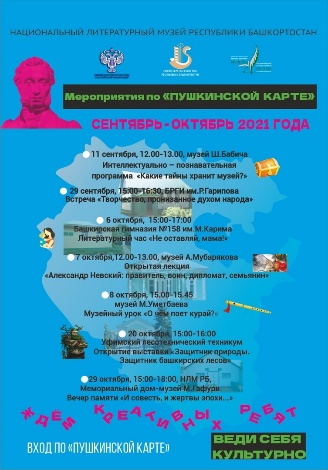 НАЦИОНАЛЬНЫЙ ЛИТЕРАТУРНЫЙ МУЗЕЙ РЕСПУБЛИКИ БАШКОРТОСТАН
Мероприятия по «ПУШКИНСКОЙ КАРТЕ»
СЕНТЯБРЬ-ОКТЯБРЬ 2021 ГОДА
11 сентября, 12.00-13.00, музей Ш.Бабича
Интеллектуально – познавательная
программа «Какие тайны хранит музей?»
29 сентября, 15:00-16:30, БРГИ им.Р.Гарипова
Встреча «Творчество, пронизанное духом народа»
6 октября, 15:00-17:00
Башкирская гимназия №158 им.М.Карима
Литературный час «Не оставляй, мама!»
7 октября,12.00-13.00, музей А.Мубарякова
Открытая лекция
«Александр Невский: правитель, воин, дипломат, семьянин»
8 октября, 15.00-15.45
музей М.Уметбаева
Музейный урок «О чём поет курай?»
20 октября, 15:00-16:00
Уфимский лесотехнический техникум
Открытие выставки «Защитник природы.
Защитник башкирских лесов»
29 октября, 15:00-18:00, НЛМ РБ,
Мемориальный дом-музей М.Гафури
Вечер памяти «И совесть, и жертвы эпохи...»
ЖДЁМ КРЕАТИВНЫХ РЕБЯТ
ВХОД ПО «ПУШКИНСКОЙ КАРТЕ»
ВЕДИ СЕБЯ
КУЛЬТУРНО